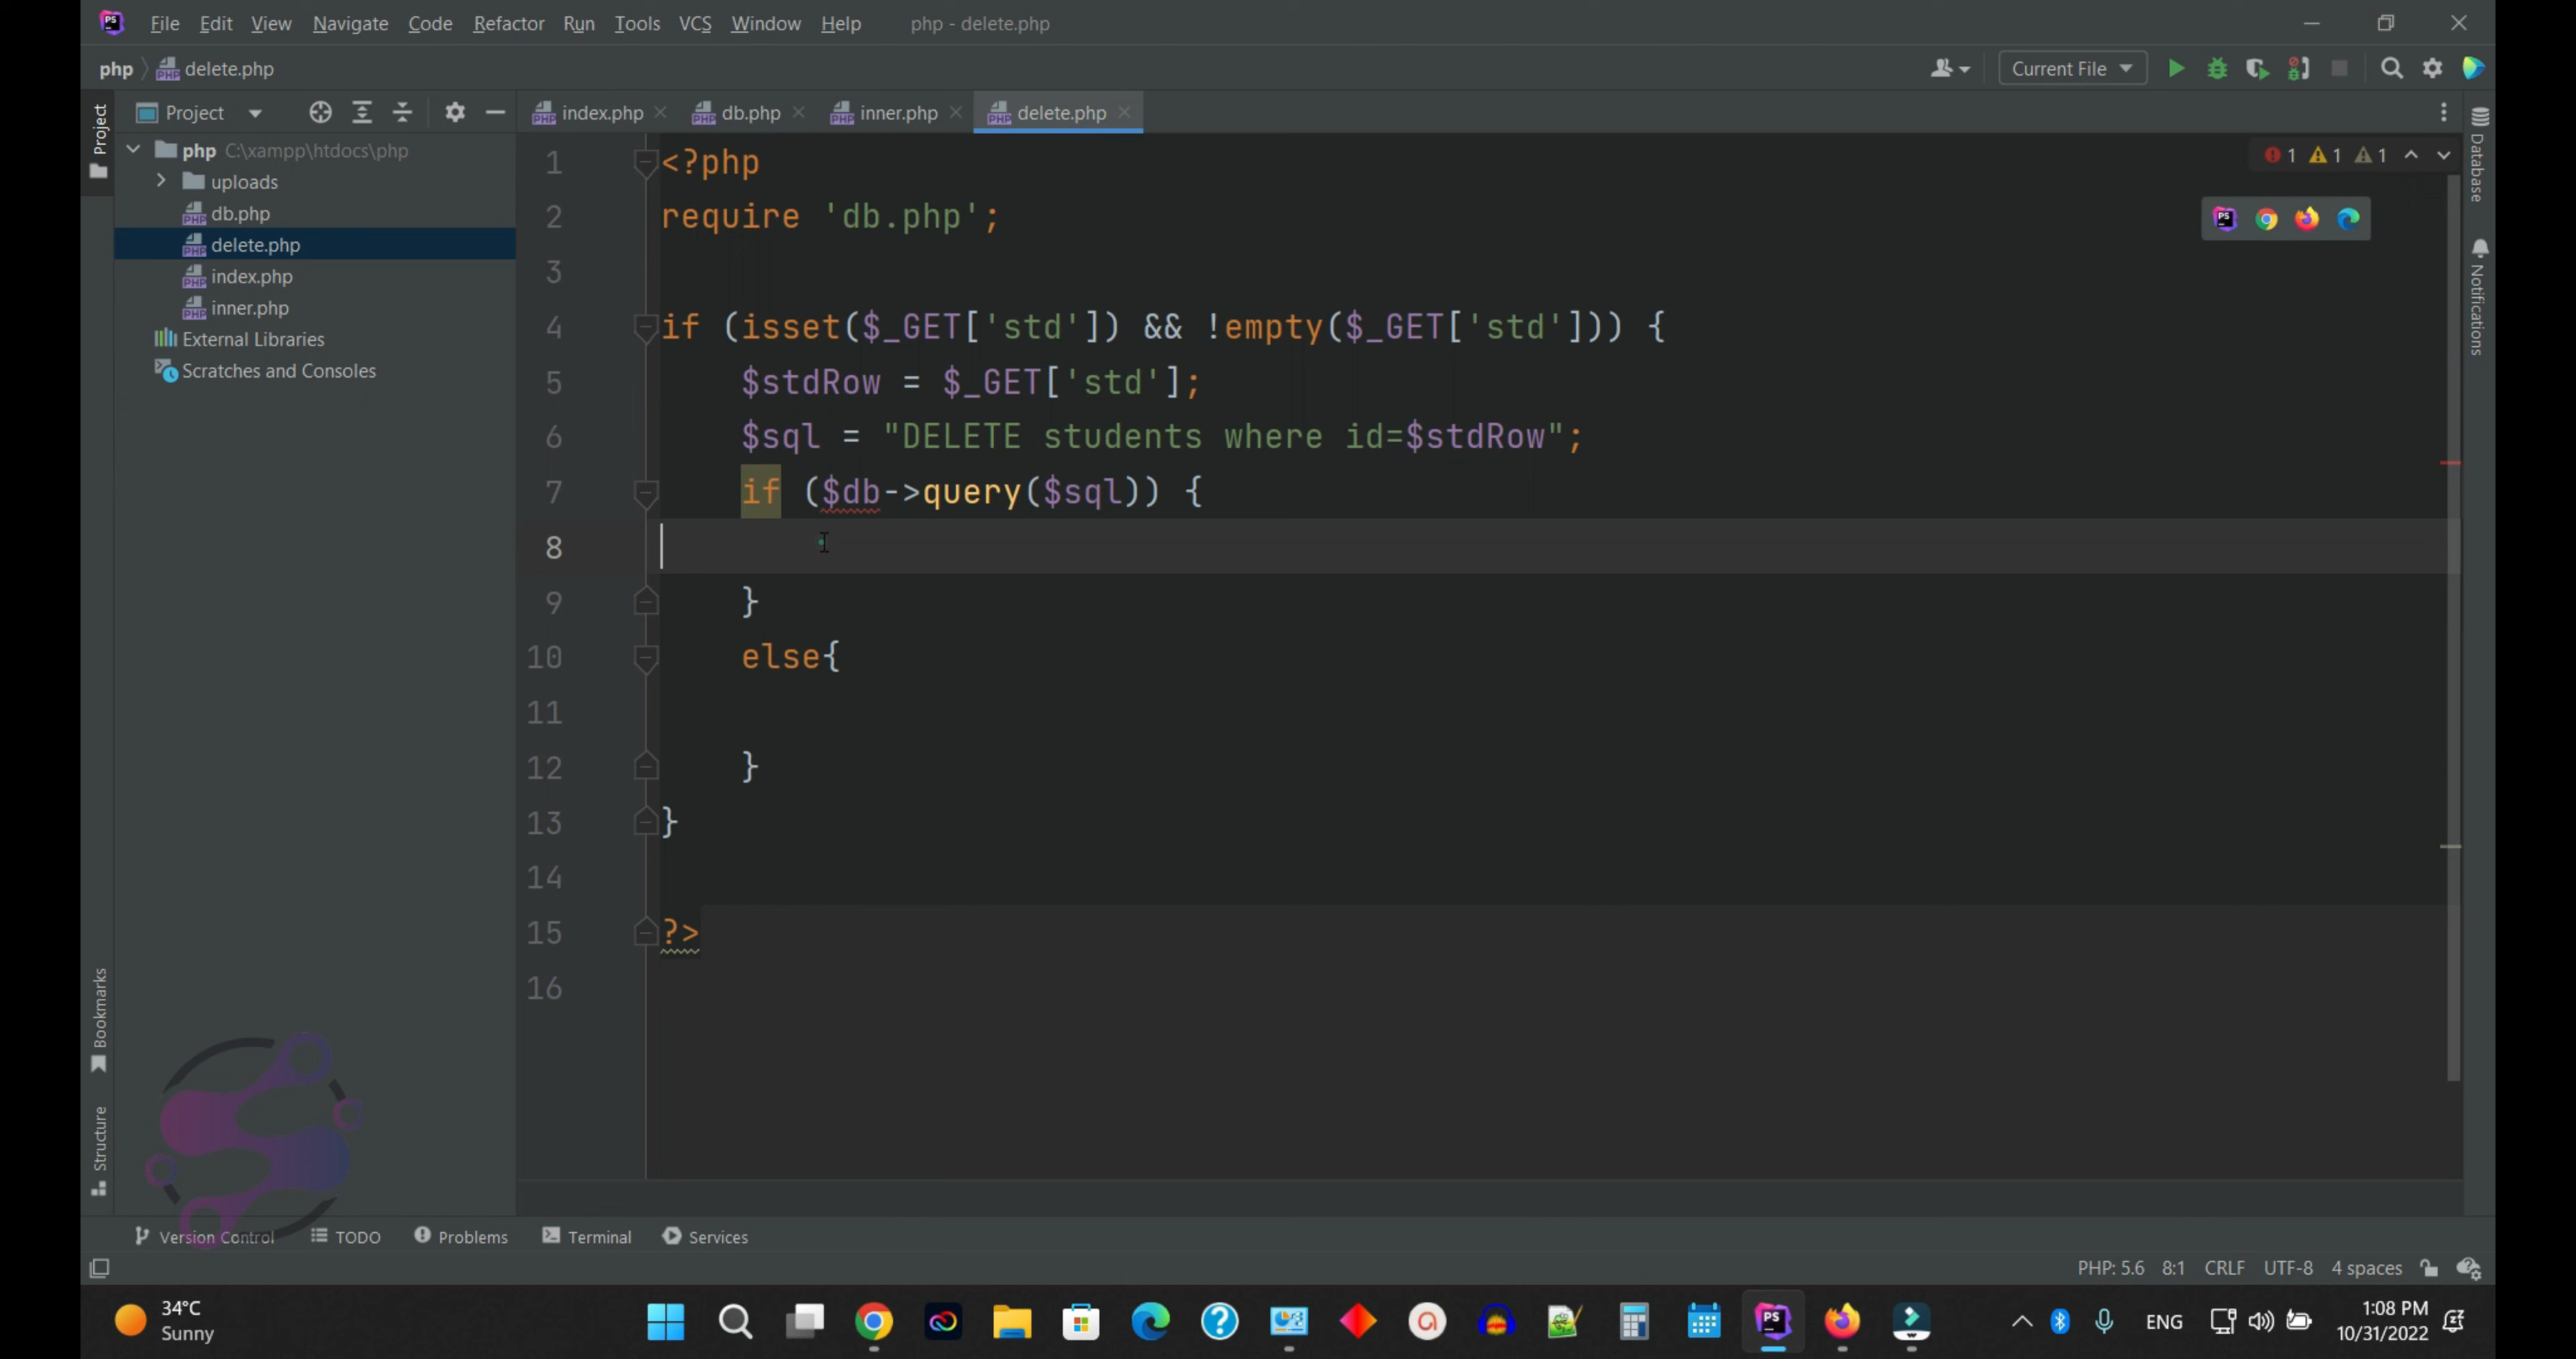 File Edit View Navigate Code Refactor Run Tools VCS Window Help php - delete.php
php delete.php Current File
Project index.php db.php inner.php delete.php
Project
php C:\xampp\htdocs\php
uploads
db.php
delete.php
index.php
inner.php
External Libraries
Scratches and Consoles
1 <?php
2 require 'db.php';
3
4 if (isset($_GET['std']) && !empty($_GET['std'])) {
5 $stdRow = $_GET['std'];
6 $sql = "DELETE students where id=$stdRow";
7 if ($db->query($sql)) {
8
9 }
10 else{
11
12 }
13 }
14
15 ?>
16
1 1 1
Database
Notifications
Bookmarks
Structure
Version Control TODO Problems Terminal Services
PHP: 5.6 8:1 CRLF UTF-8 4 spaces
34°C
Sunny
ENG
1:08 PM
10/31/2022